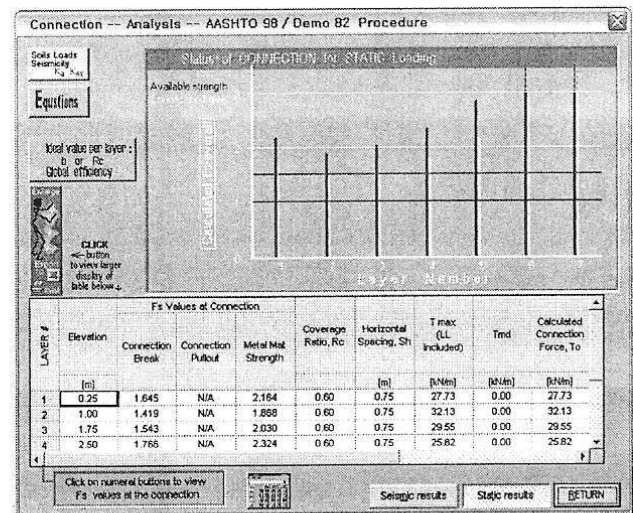 Connection -- Analysis -- AASHTO 98 / Demo 82 Procedure
Soils Loads
Seismicity
Equstions
Status of CONNECTION for STATIC Loading
Available strength
Ideal value per layer :
b or Rc
Global efficiency
CLICK
<-- button
to view larger
display of
table below
Layer Number
LAYER #
Elevation
[m]
Fs Values at Connection
Connection Break
Connection Pullout
Metal Mat Strength
Coverage Ratio, Rc
Horizontal Spacing, Sh
[m]
T max (LL included)
[kN/m]
Tmd
[kN/m]
Calculated Connection Force, To
[kN/m]
1 0.25 1.645 N/A 2.164 0.60 0.75 27.73 0.00 27.73
2 1.00 1.419 N/A 1.868 0.60 0.75 32.13 0.00 32.13
3 1.75 1.543 N/A 2.030 0.60 0.75 29.55 0.00 29.55
4 2.50 1.766 N/A 2.324 0.60 0.75 25.82 0.00 25.82
Click on numeral buttons to view
Fs values at the connection
Seismic results
Static results
RETURN